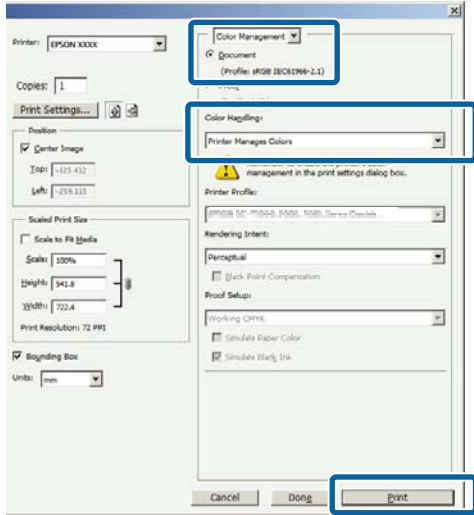 Printer: EPSON XXXX
Copies: 1
Print Settings...
Position
Center Image
Top: -125.412
Left: -259.115
Scaled Print Size
Scale to Fit Media
Scale: 100%
Height: 541.8
Width: 722.4
Print Resolution: 72 PPI
Bounding Box
Units: mm
Color Management
Document
(Profile: sRGB IEC61966-2.1)
Color Handling:
Printer Manages Colors
management in the print settings dialog box.
Printer Profile:
Rendering Intent:
Perceptual
Black Point Compensation
Proof Setup:
Working CMYK
Simulate Paper Color
Simulate Black Ink
Cancel
Done
Print